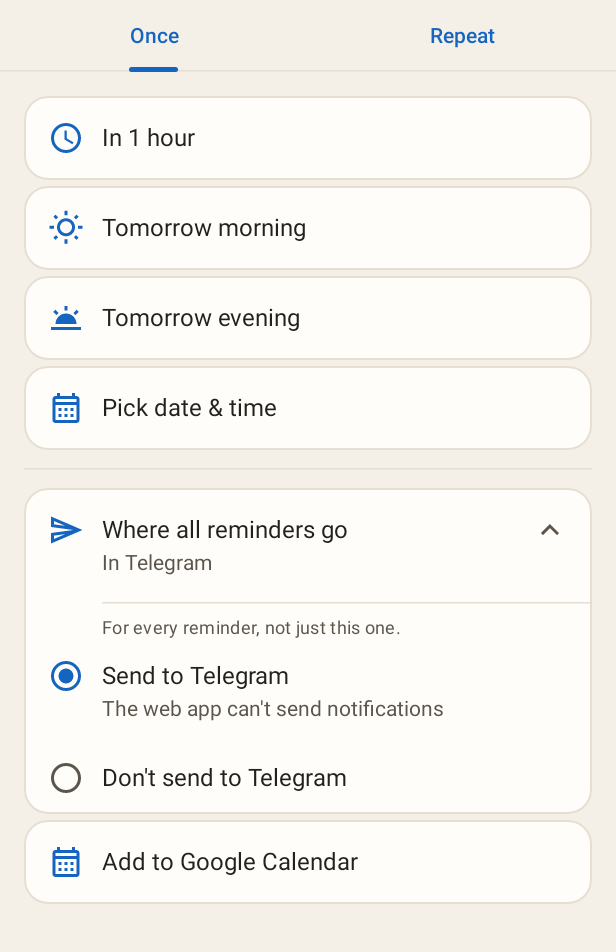 Once
Repeat
In 1 hour
Tomorrow morning
Tomorrow evening
Pick date & time
Where all reminders go
In Telegram
For every reminder, not just this one.
Send to Telegram
The web app can't send notifications
Don't send to Telegram
Add to Google Calendar